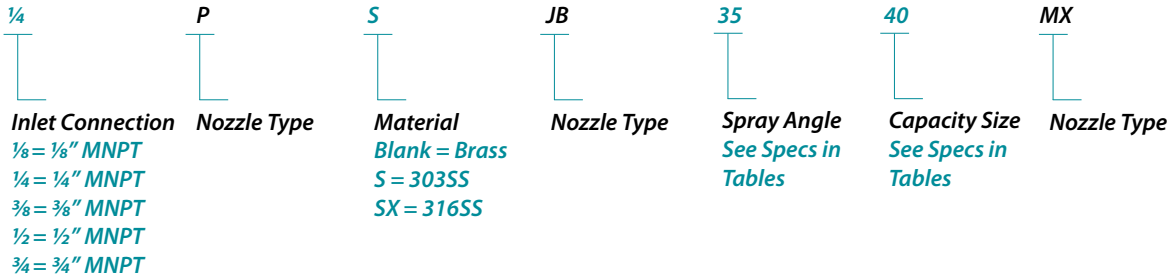 ¼ P S JB 35 40 MX
Inlet Connection Nozzle Type Material Nozzle Type Spray Angle Capacity Size Nozzle Type
⅛ = ⅛" MNPT Blank = Brass See Specs in See Specs in
¼ = ¼" MNPT S = 303SS Tables Tables
⅜ = ⅜" MNPT SX = 316SS
½ = ½" MNPT
¾ = ¾" MNPT